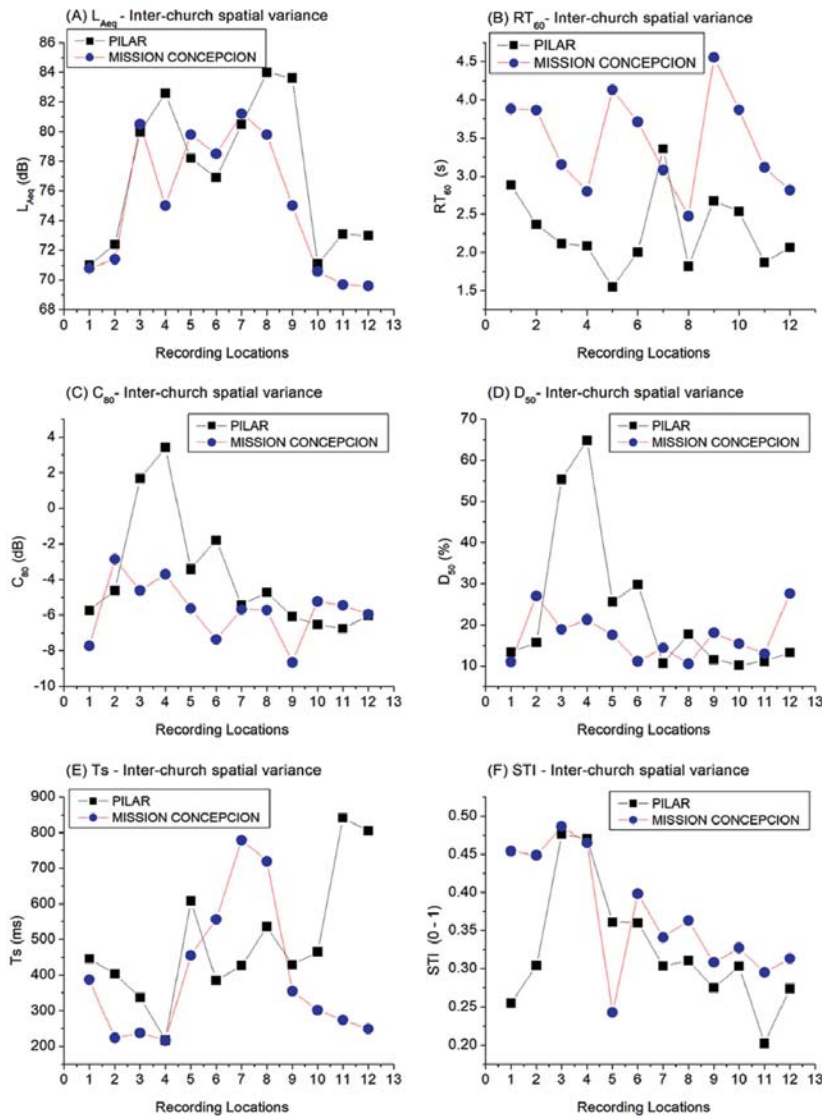 (A) L_Aeq - Inter-church spatial variance
PILAR
MISSION CONCEPCION
L_Aeq (dB)
86
84
82
80
78
76
74
72
70
68
0 1 2 3 4 5 6 7 8 9 10 11 12 13
Recording Locations
(B) RT_60- Inter-church spatial variance
PILAR
MISSION CONCEPCION
RT_60 (s)
4.5
4.0
3.5
3.0
2.5
2.0
1.5
0 2 4 6 8 10 12
Recording Locations
(C) C_80- Inter-church spatial variance
PILAR
MISSION CONCEPCION
C_80 (dB)
4
2
0
-2
-4
-6
-8
-10
0 1 2 3 4 5 6 7 8 9 10 11 12 13
Recording Locations
(D) D_50- Inter-church spatial variance
PILAR
MISSION CONCEPCION
D_50 (%)
70
60
50
40
30
20
10
0 1 2 3 4 5 6 7 8 9 10 11 12 13
Recording Locations
(E) Ts - Inter-church spatial variance
PILAR
MISSION CONCEPCION
Ts (ms)
900
800
700
600
500
400
300
200
0 1 2 3 4 5 6 7 8 9 10 11 12 13
Recording Locations
(F) STI - Inter-church spatial variance
PILAR
MISSION CONCEPCION
STI (0 - 1)
0.50
0.45
0.40
0.35
0.30
0.25
0.20
0 1 2 3 4 5 6 7 8 9 10 11 12 13
Recording Locations